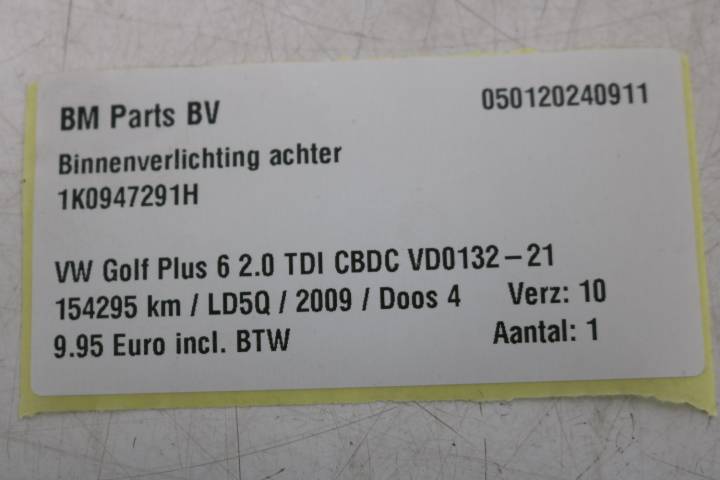 BM Parts BV 050120240911
Binnenverlichting achter
1K0947291H
VW Golf Plus 6 2.0 TDI CBDC VD0132-21
154295 km / LD5Q / 2009 / Doos 4 Verz: 10
9.95 Euro incl. BTW Aantal: 1